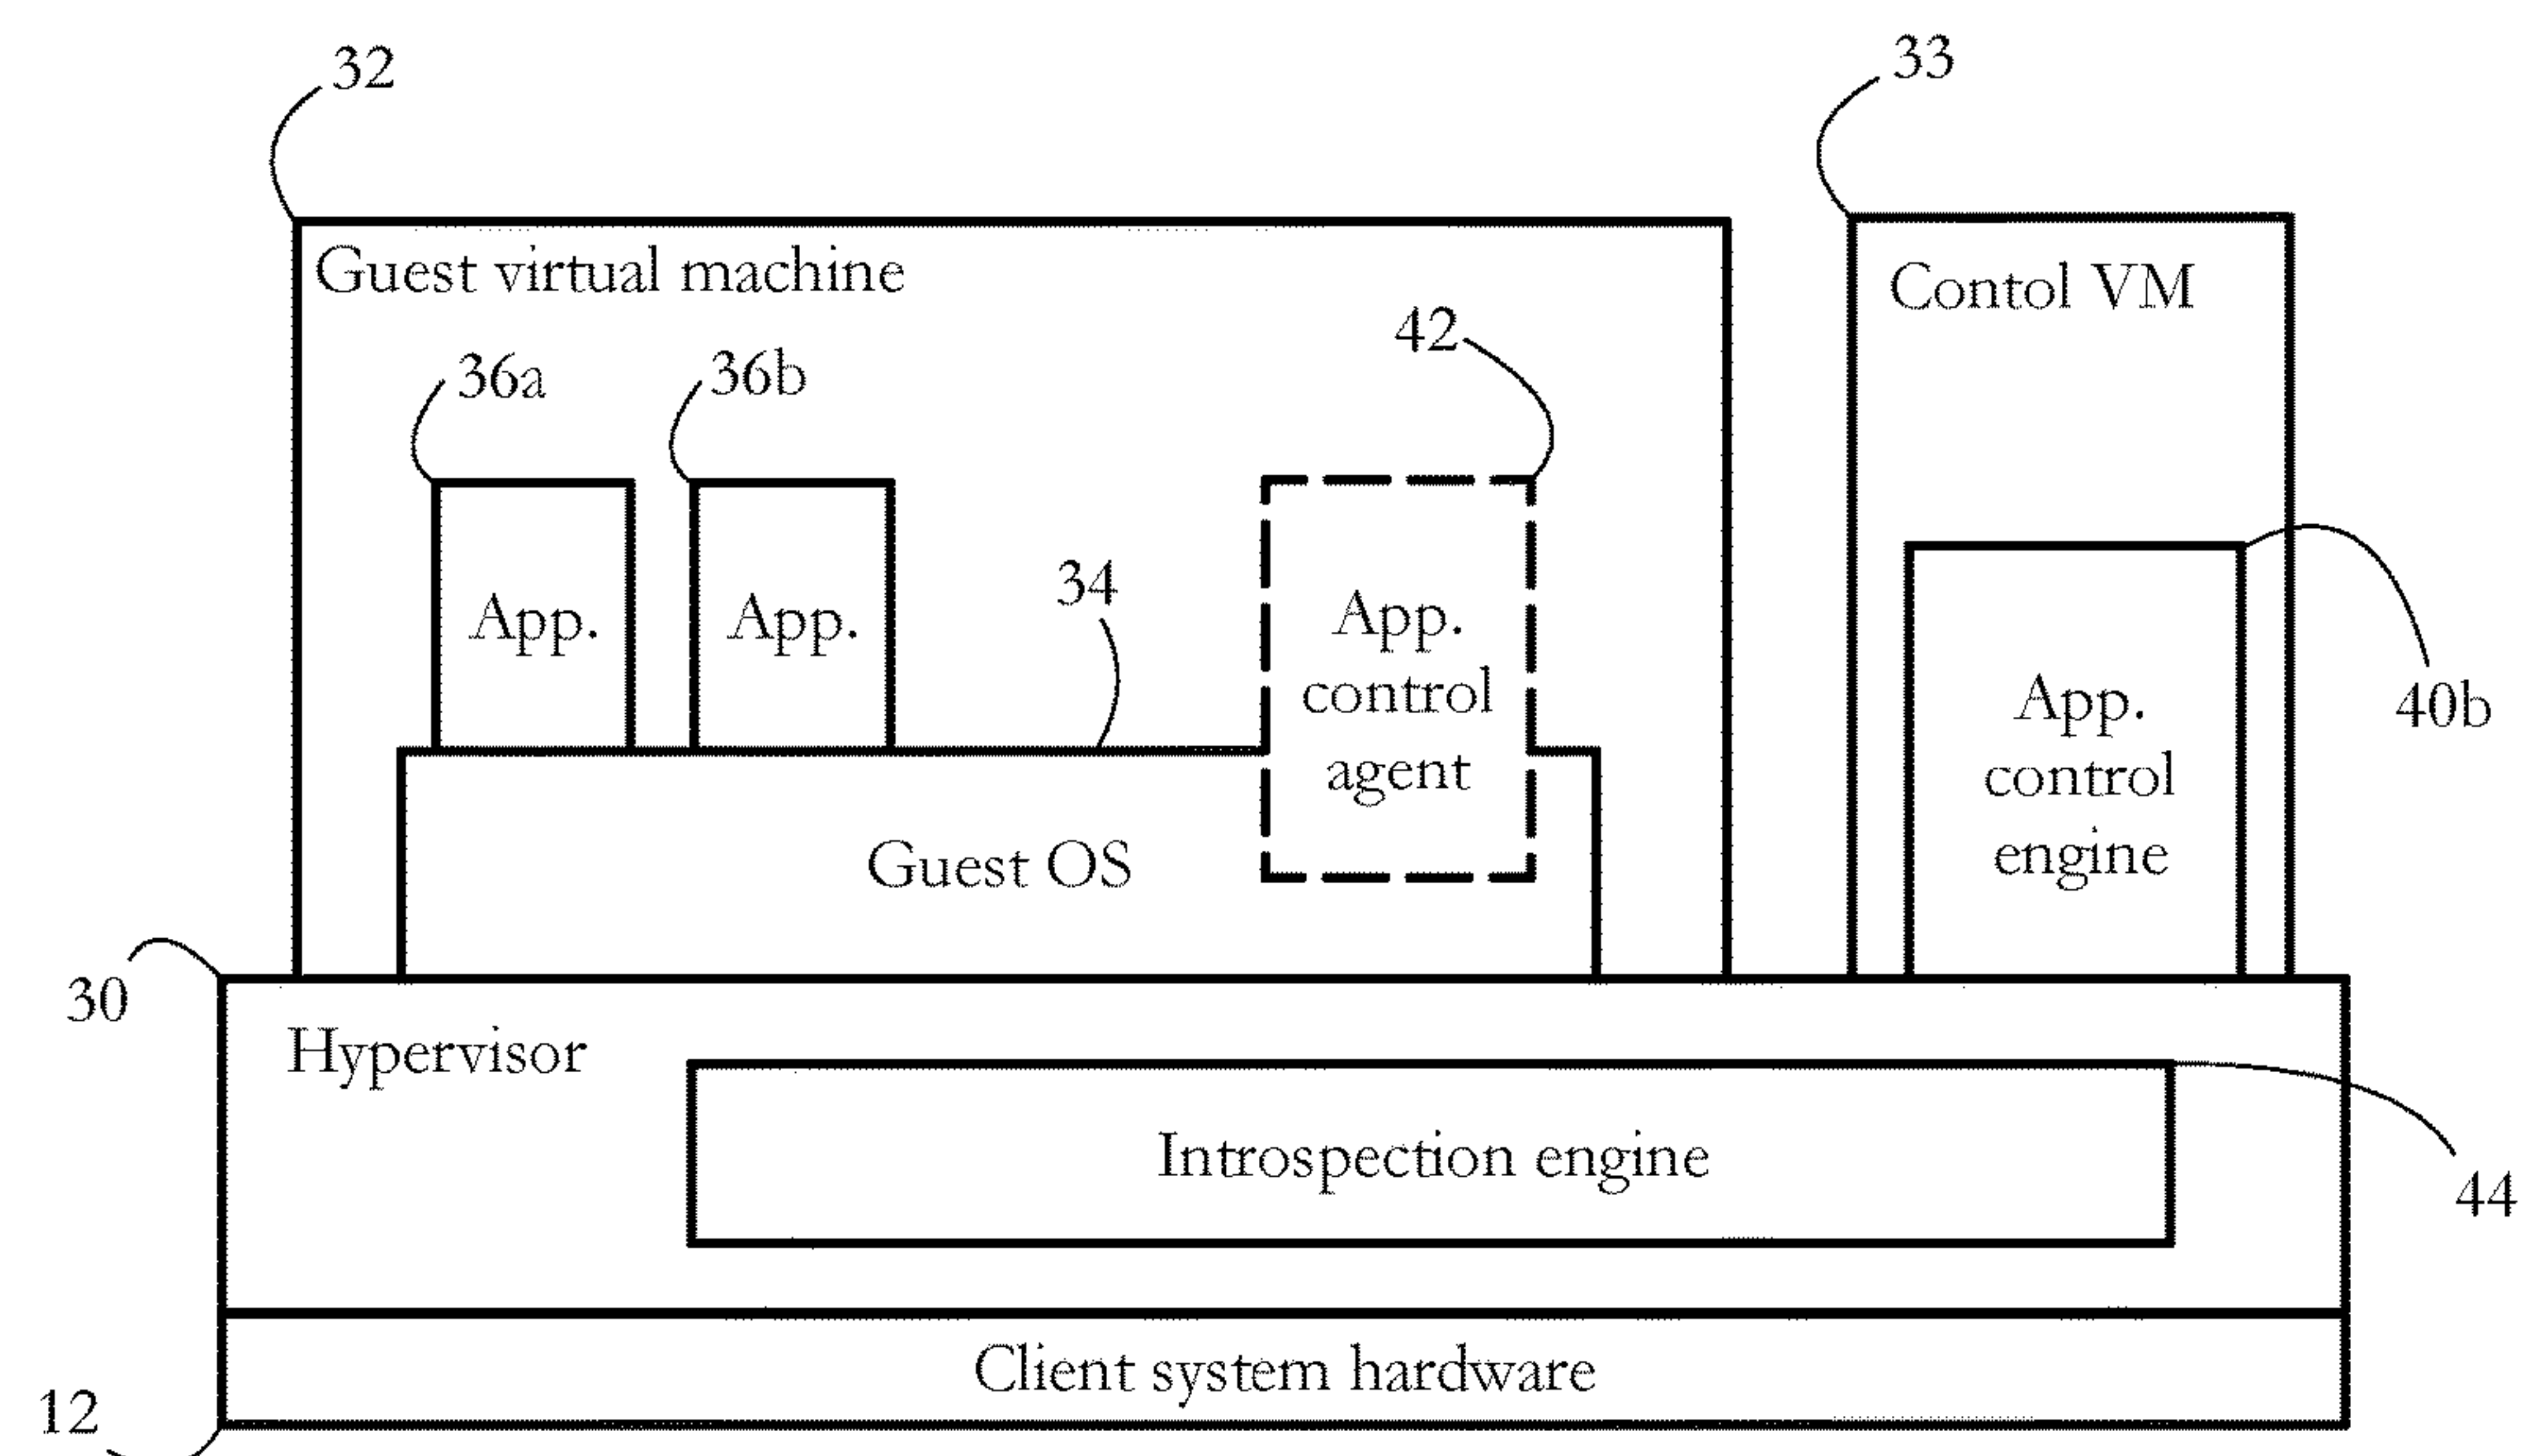 32
33
Guest virtual machine
Contol VM
42
36a
36b
34
App.
App.
App.
control
agent
App.
control
engine
40b
Guest OS
30
Hypervisor
Introspection engine
44
Client system hardware
12